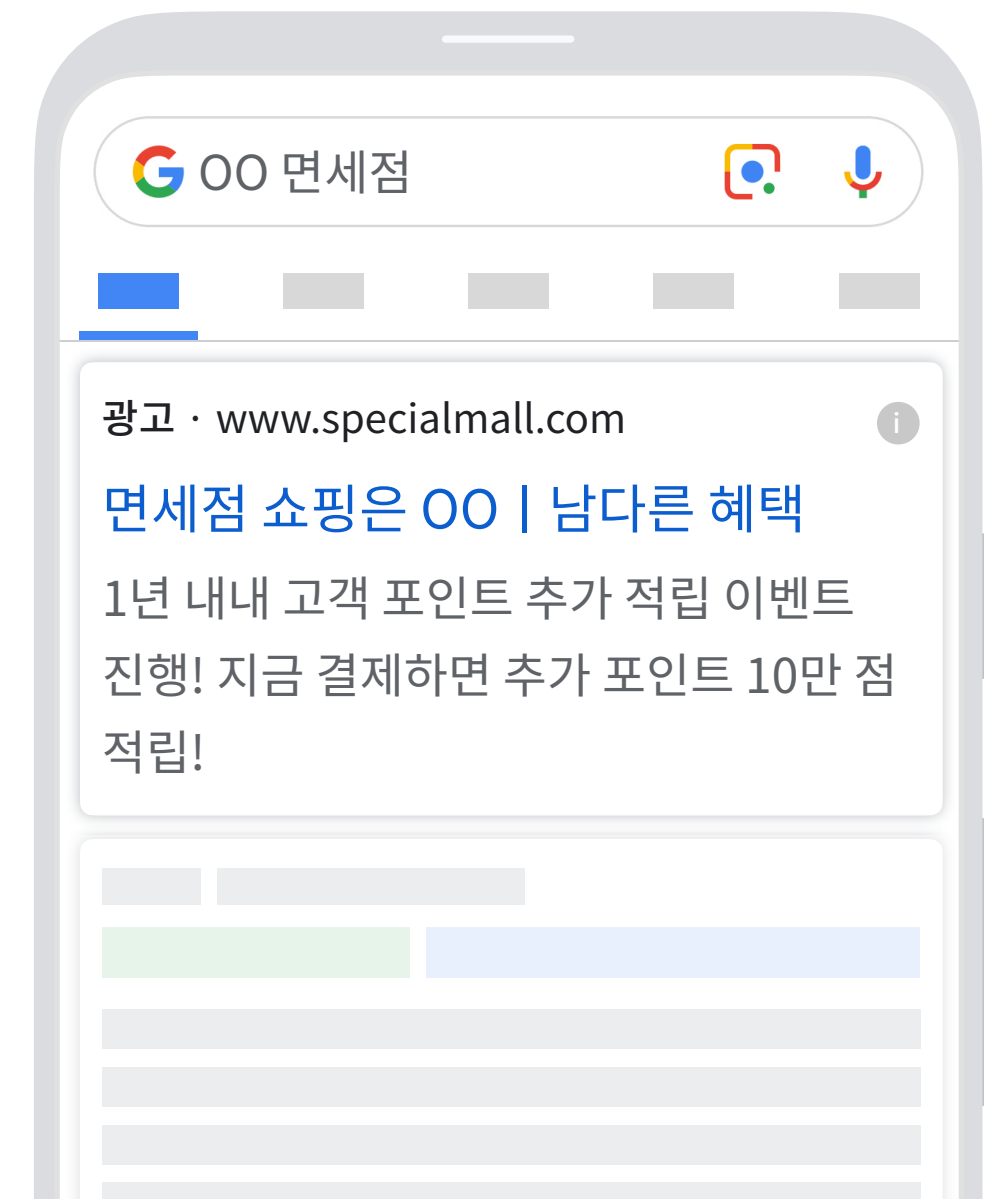 OO 면세점
광고 · www.specialmall.com
면세점 쇼핑은 OO | 남다른 혜택
1년 내내 고객 포인트 추가 적립 이벤트
진행! 지금 결제하면 추가 포인트 10만 점
적립!